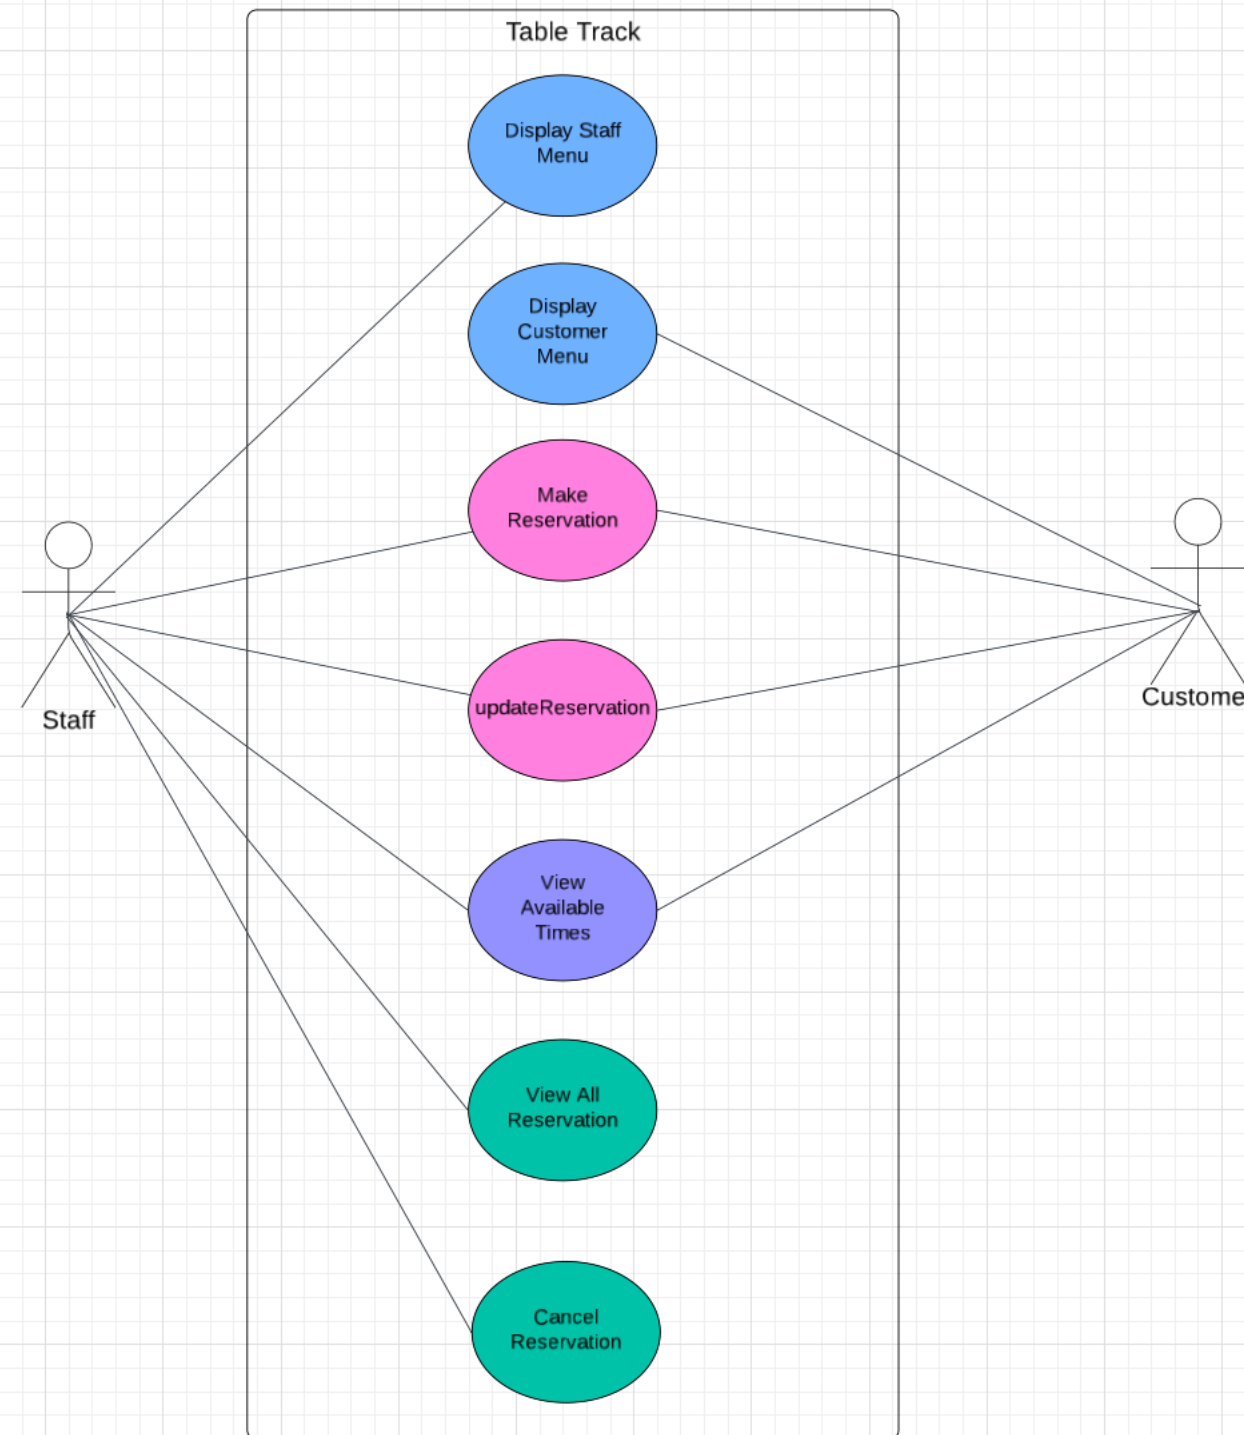 Table Track
Display Staff
Menu
Display
Customer
Menu
Make
Reservation
updateReservation
Staff
Custome
View
Available
Times
View All
Reservation
Cancel
Reservation